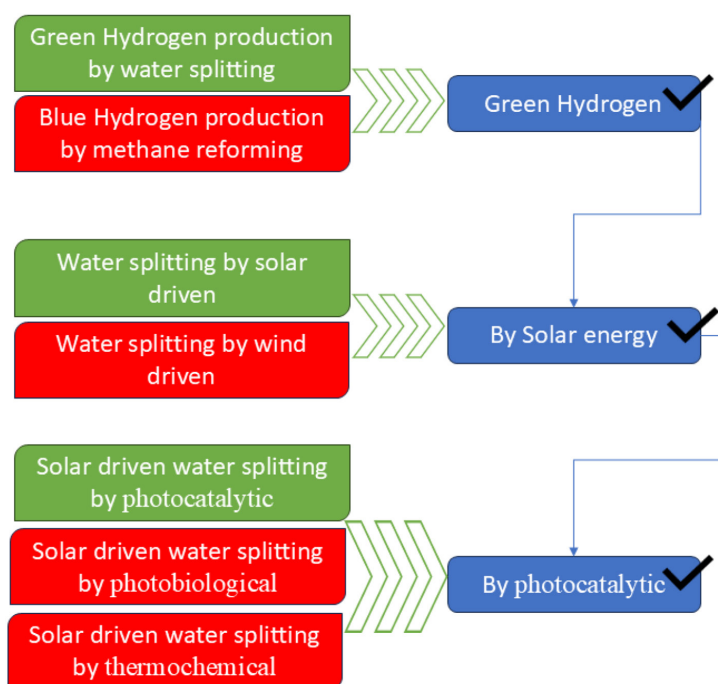 Green Hydrogen production
by water splitting
Blue Hydrogen production
by methane reforming
Green Hydrogen
Water splitting by solar
driven
Water splitting by wind
driven
By Solar energy
Solar driven water splitting
by photocatalytic
Solar driven water splitting
by photobiological
Solar driven water splitting
by thermochemical
By photocatalytic